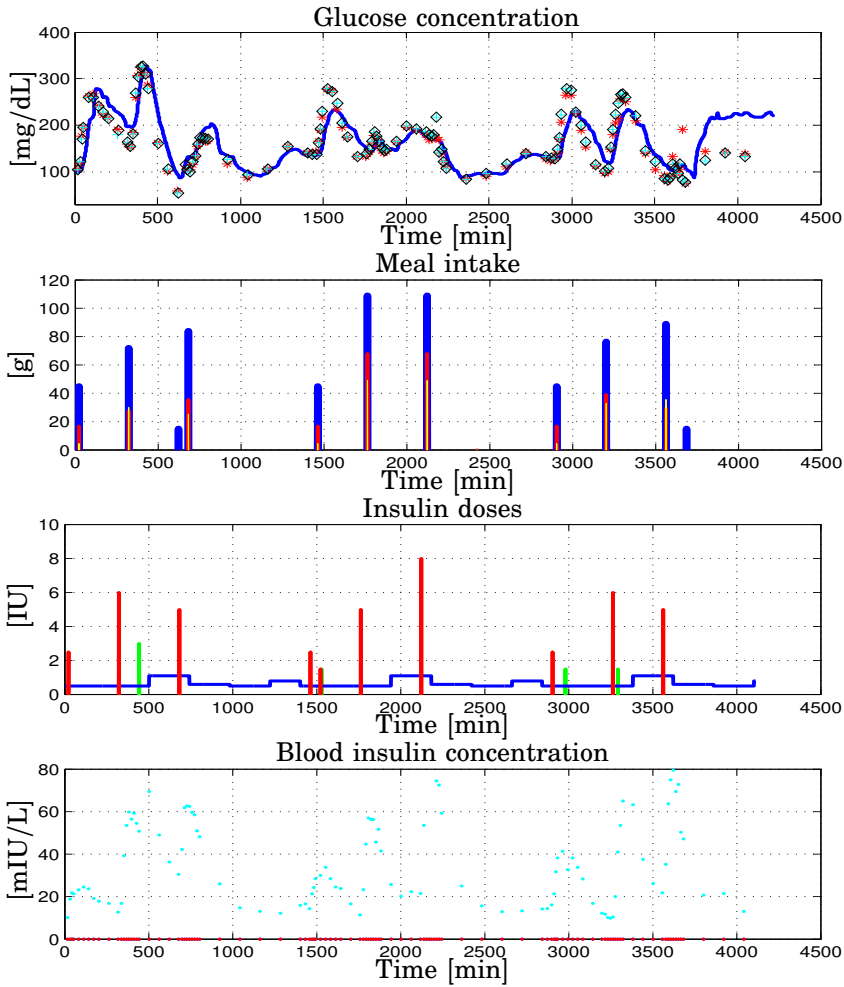 Glucose concentration
400
300
200
100
[mg/dL]
0 500 1000 1500 2000 2500 3000 3500 4000 4500
Time [min]
Meal intake
120
100
80
60
40
20
0
[g]
0 500 1000 1500 2000 2500 3000 3500 4000 4500
Time [min]
Insulin doses
10
8
6
4
2
0
[IU]
0 500 1000 1500 2000 2500 3000 3500 4000 4500
Time [min]
Blood insulin concentration
80
60
40
20
0
[mIU/L]
0 500 1000 1500 2000 2500 3000 3500 4000 4500
Time [min]